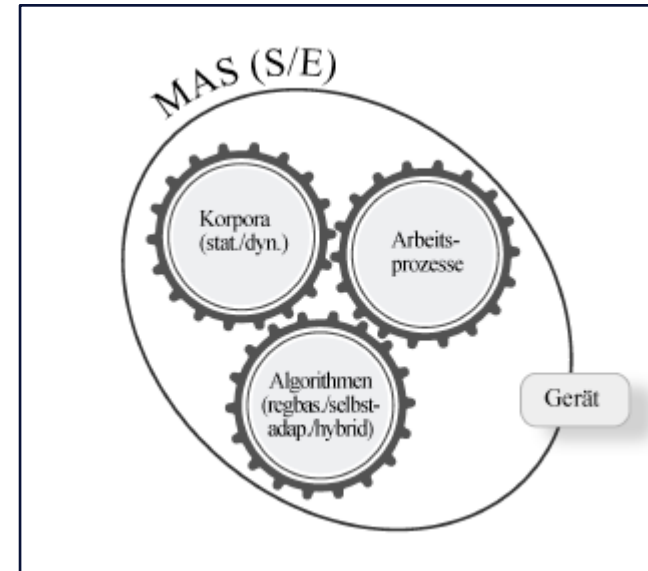 MAS (S/E)
Korpora
(stat./dyn.)
Arbeits-
prozesse
Algorithmen
(regbas./selbst-
adap./hybrid)
Gerät